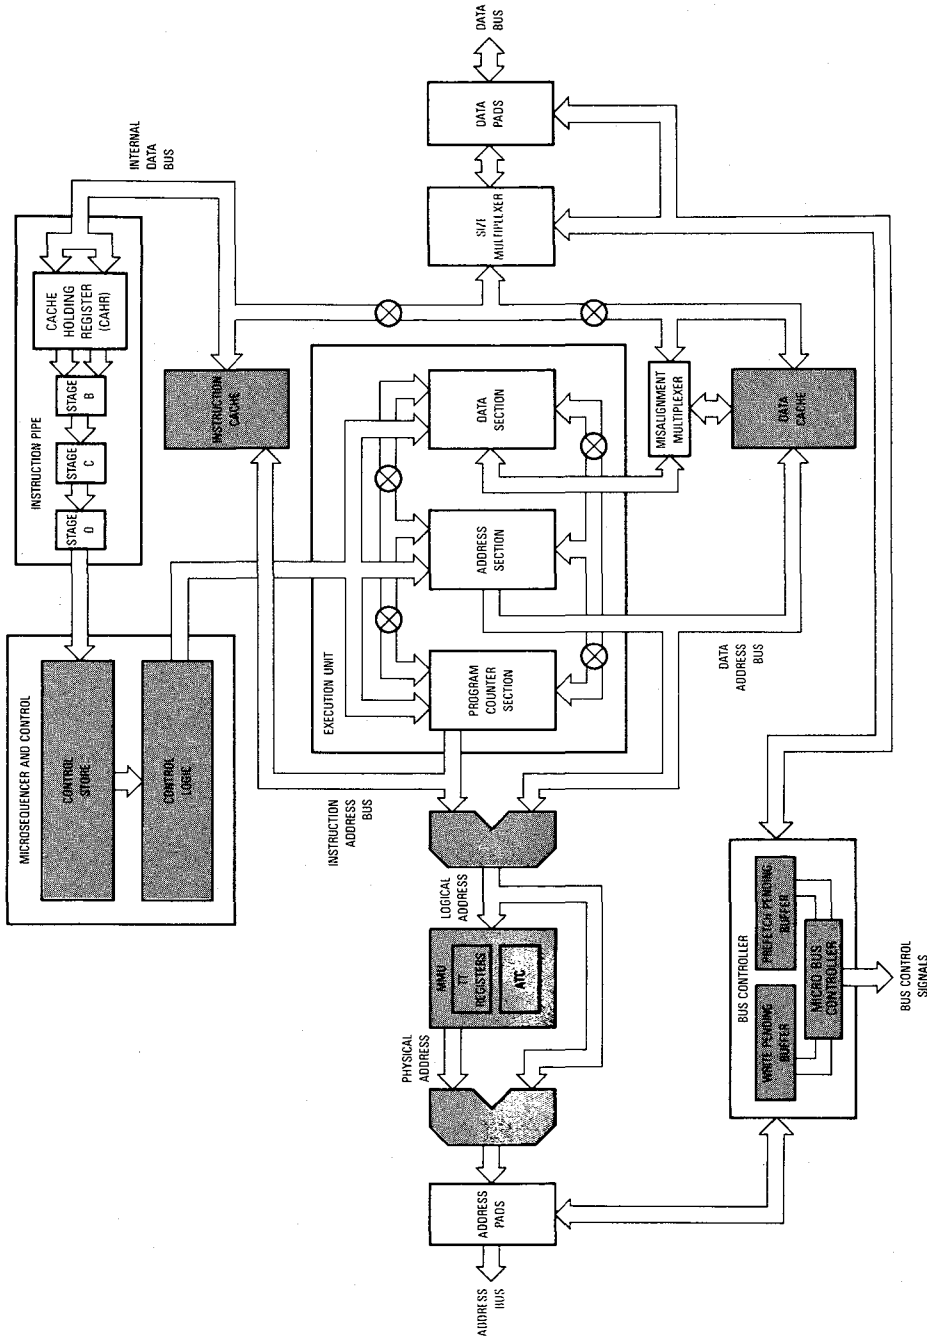 MICROSEQUENCER AND CONTROL
CONTROL
STORE
CONTROL
LOGIC
INSTRUCTION PIPE
STAGE
D
STAGE
C
STAGE
B
CACHE
HOLDING
REGISTER
(CAHR)
INTERNAL
DATA
BUS
INSTRUCTION
CACHE
INSTRUCTION
ADDRESS
BUS
EXECUTION UNIT
PROGRAM
COUNTER
SECTION
ADDRESS
SECTION
DATA
SECTION
SIZE
MULTIPLEXER
DATA
PADS
DATA
BUS
ADDRESS
BUS
ADDRESS
PADS
PHYSICAL
ADDRESS
MMU
TT
REGISTERS
ATC
LOGICAL
ADDRESS
MISALIGNMENT
MULTIPLEXER
DATA
CACHE
DATA
ADDRESS
BUS
BUS CONTROLLER
WRITE PENDING
BUFFER
PREFETCH PENDING
BUFFER
MICRO BUS
CONTROLLER
BUS CONTROL
SIGNALS